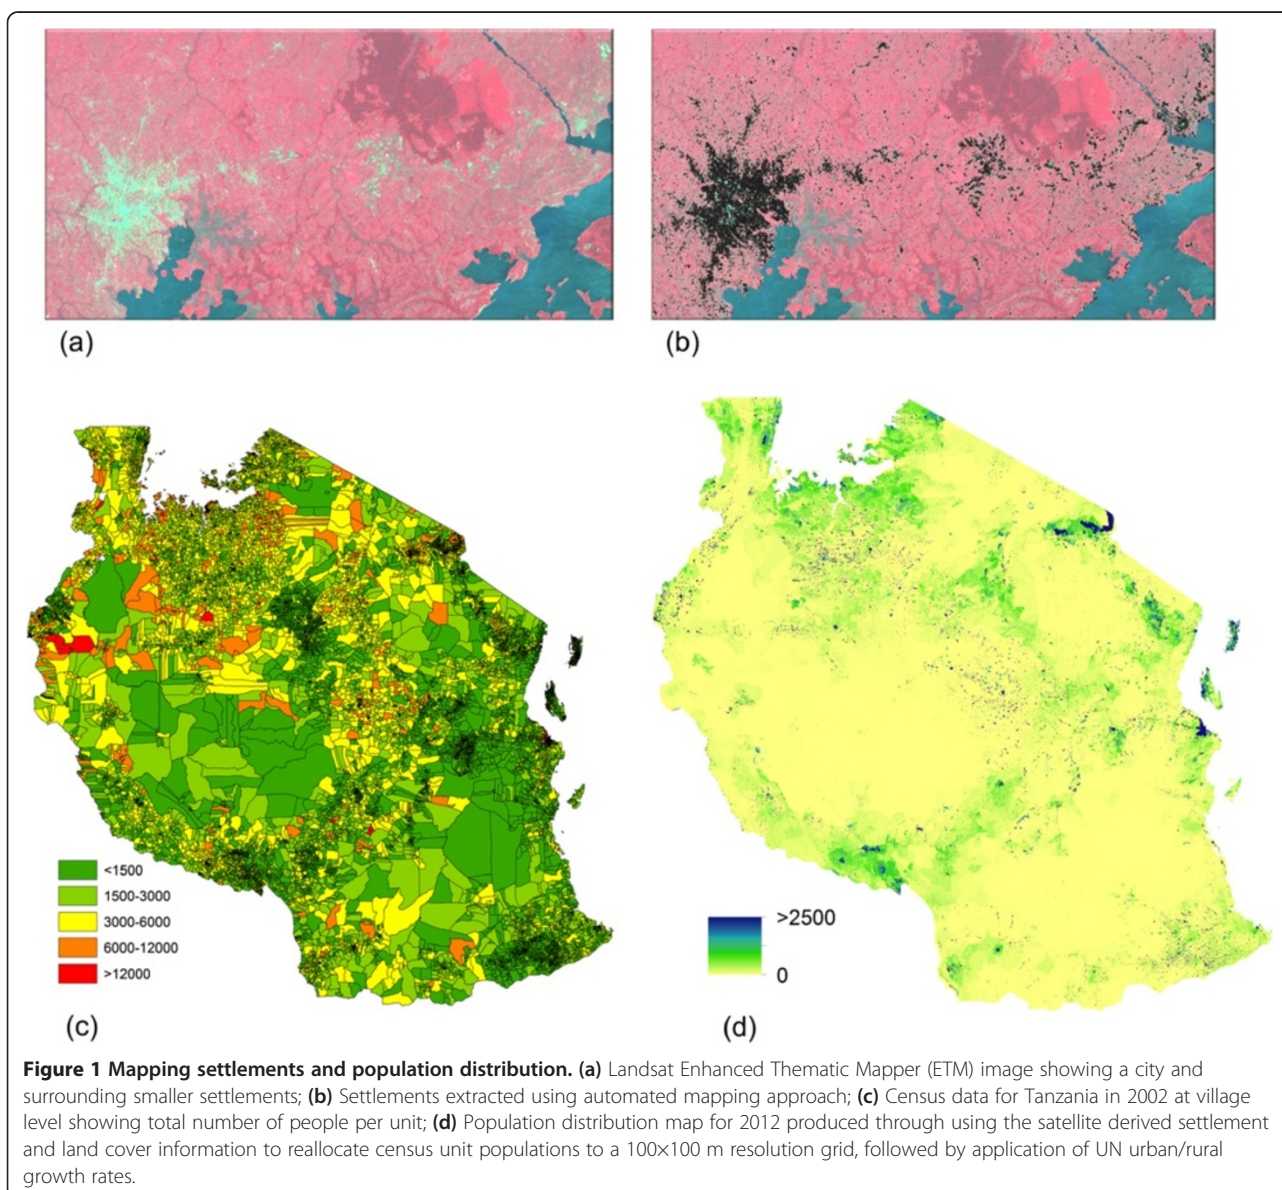 (a)
(b)
<1500
1500-3000
3000-6000
6000-12000
>12000
(c)
>2500
0
(d)
Figure 1 Mapping settlements and population distribution. (a) Landsat Enhanced Thematic Mapper (ETM) image showing a city and
surrounding smaller settlements; (b) Settlements extracted using automated mapping approach; (c) Census data for Tanzania in 2002 at village
level showing total number of people per unit; (d) Population distribution map for 2012 produced through using the satellite derived settlement
and land cover information to reallocate census unit populations to a 100×100 m resolution grid, followed by application of UN urban/rural
growth rates.